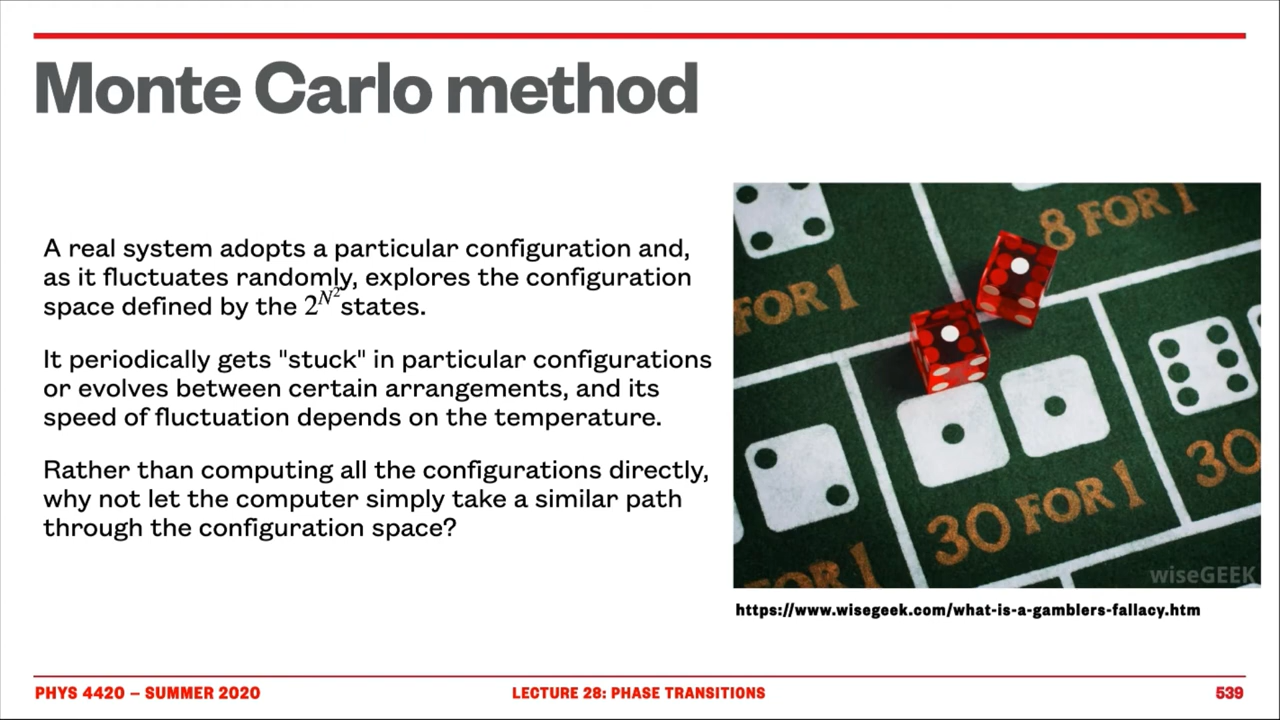 Monte Carlo method
A real system adopts a particular configuration and,
as it fluctuates randomly, explores the configuration
space defined by the $2^{N^2}$ states.
It periodically gets "stuck" in particular configurations
or evolves between certain arrangements, and its
speed of fluctuation depends on the temperature.
Rather than computing all the configurations directly,
why not let the computer simply take a similar path
through the configuration space?
8 FOR 1
FOR 1
30 FOR 1
30
FOR 1
wiseGEEK
https://www.wisegeek.com/what-is-a-gamblers-fallacy.htm
PHYS 4420 – SUMMER 2020
LECTURE 28: PHASE TRANSITIONS
539